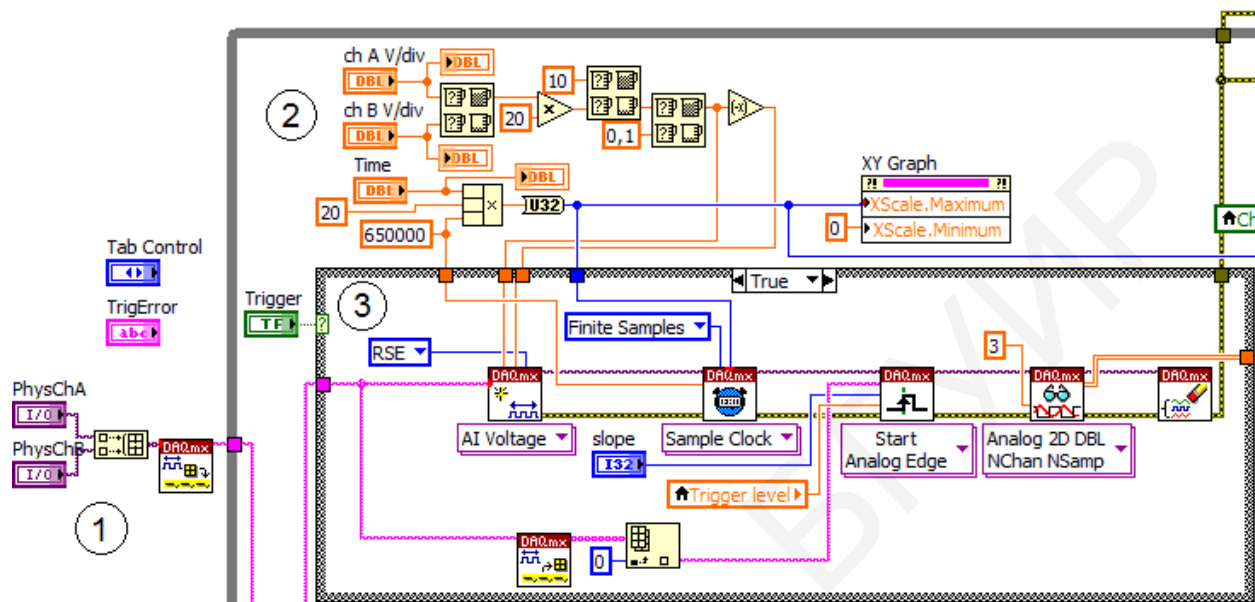 ch A V/div
DBL
DBL
10
2
ch B V/div
20
DBL
0,1
DBL
Time
DBL
DBL
XY Graph
20
U32
XScale.Maximum
650000
0
XScale.Minimum
Ch
Tab Control
True
TrigError
abc
Trigger
TF
3
Finite Samples
3
RSE
DAQmx
DAQmx
DAQmx
DAQmx
DAQmx
PhysChA
I/O
AI Voltage
slope
Sample Clock
Start
Analog Edge
Analog 2D DBL
NChan NSamp
PhysChB
I/O
DAQmx
I32
Trigger level
1
DAQmx
0
БГУИР